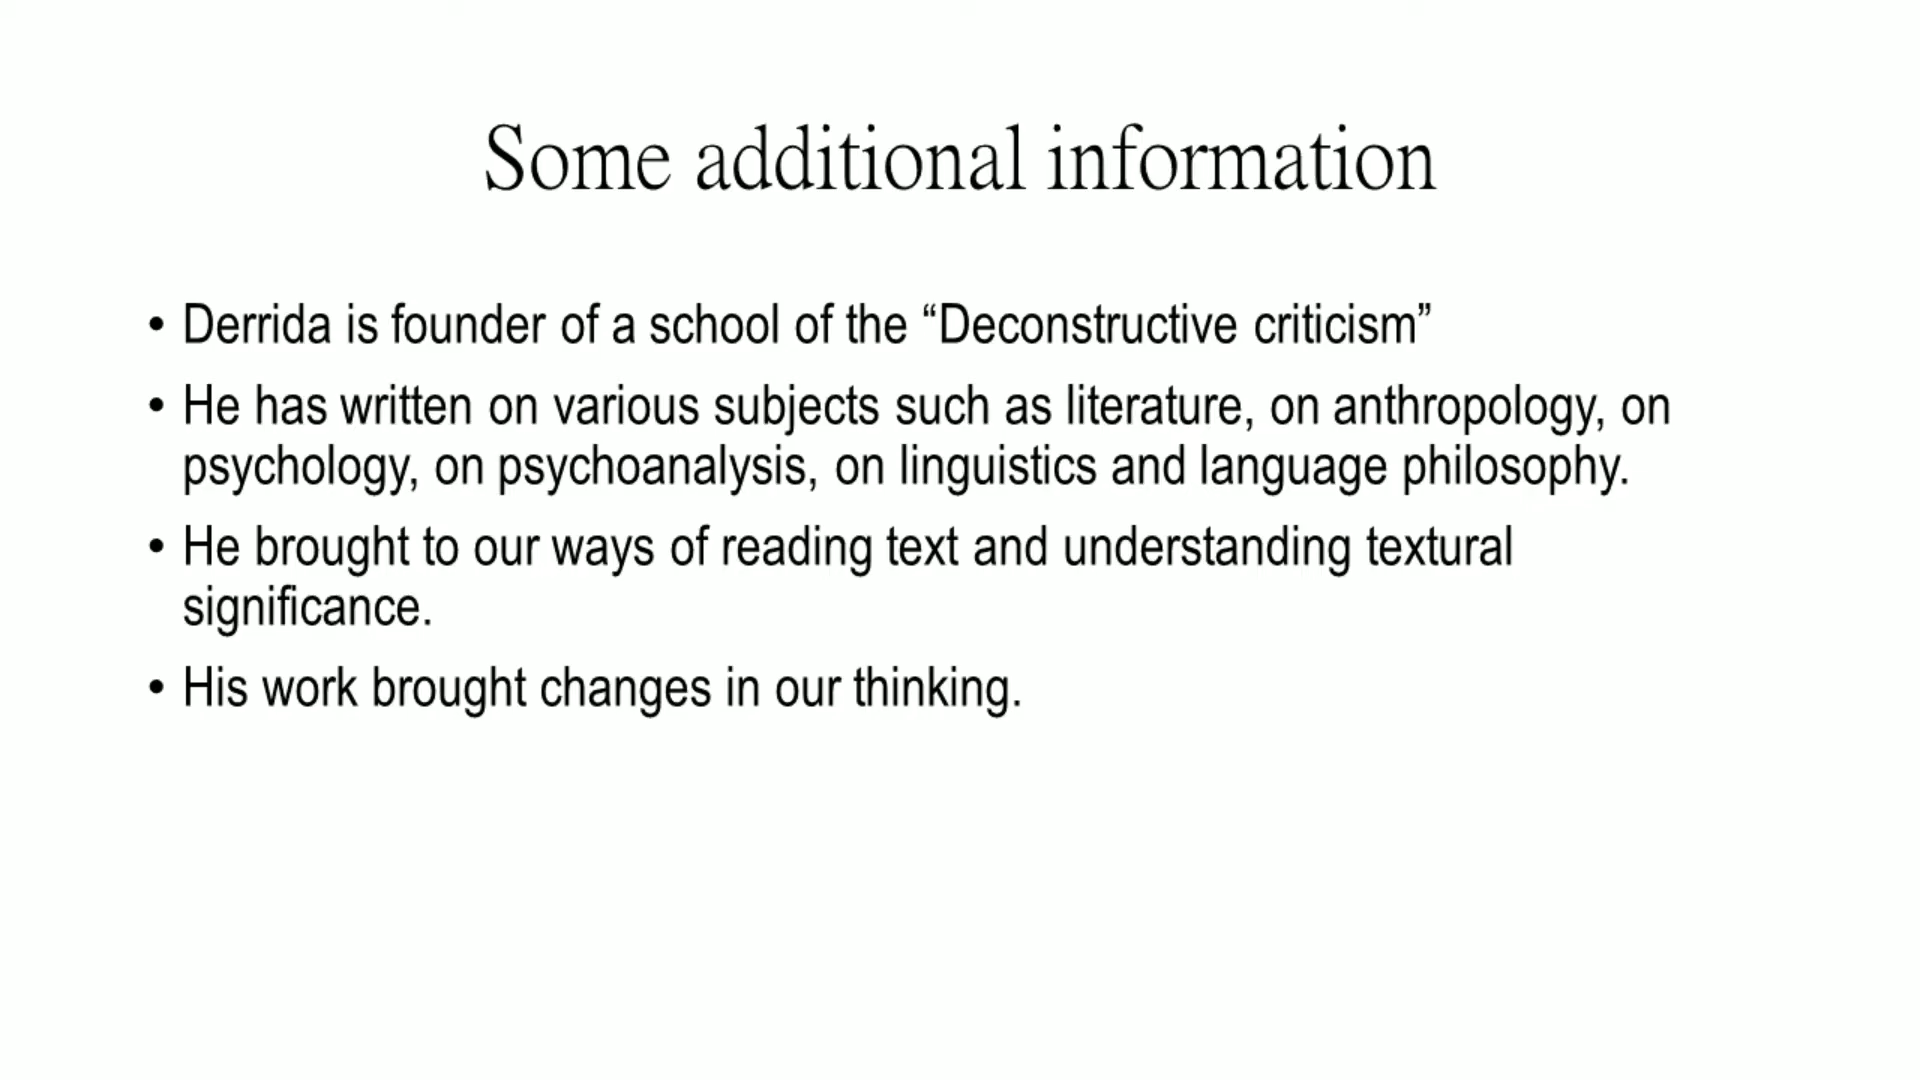 Some additional information
• Derrida is founder of a school of the “Deconstructive criticism”
• He has written on various subjects such as literature, on anthropology, on
psychology, on psychoanalysis, on linguistics and language philosophy.
• He brought to our ways of reading text and understanding textural
significance.
• His work brought changes in our thinking.